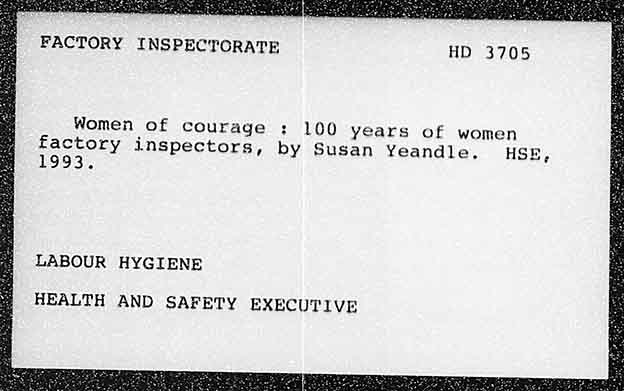 FACTORY INSPECTORATE HD 3705
Women of courage : 100 years of women
factory inspectors, by Susan Yeandle. HSE,
1993.
LABOUR HYGIENE
HEALTH AND SAFETY EXECUTIVE